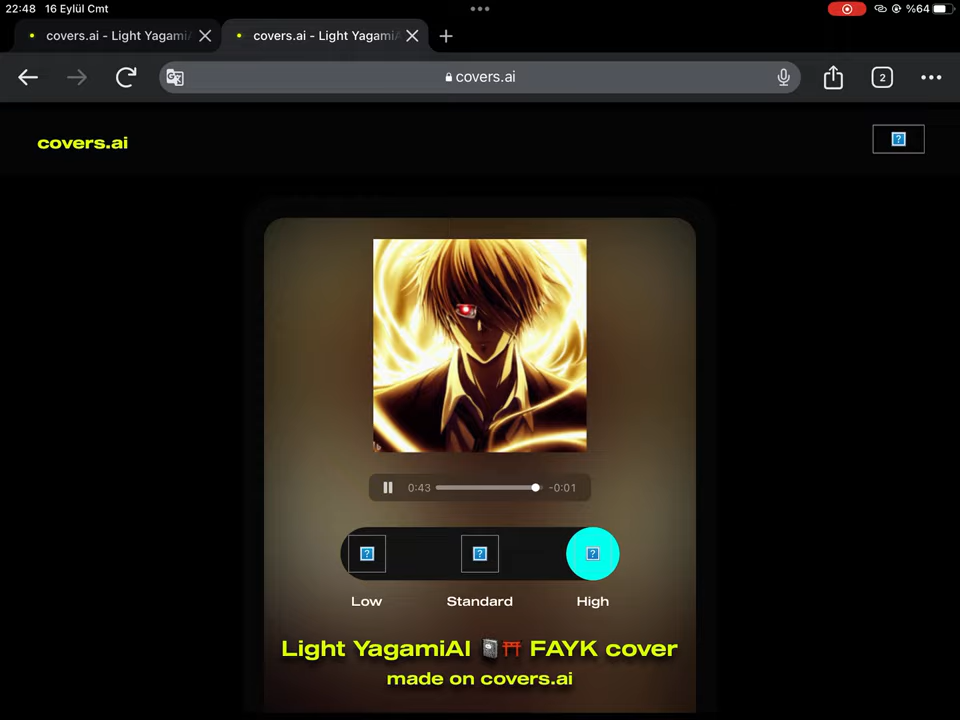 22:48 16 Eylül Cmt
%64
covers.ai - Light Yagami
covers.ai - Light YagamiA
covers.ai
2
covers.ai
0:43
-0:01
Low
Standard
High
Light YagamiAI 📓⛩ FAYK cover
made on covers.ai